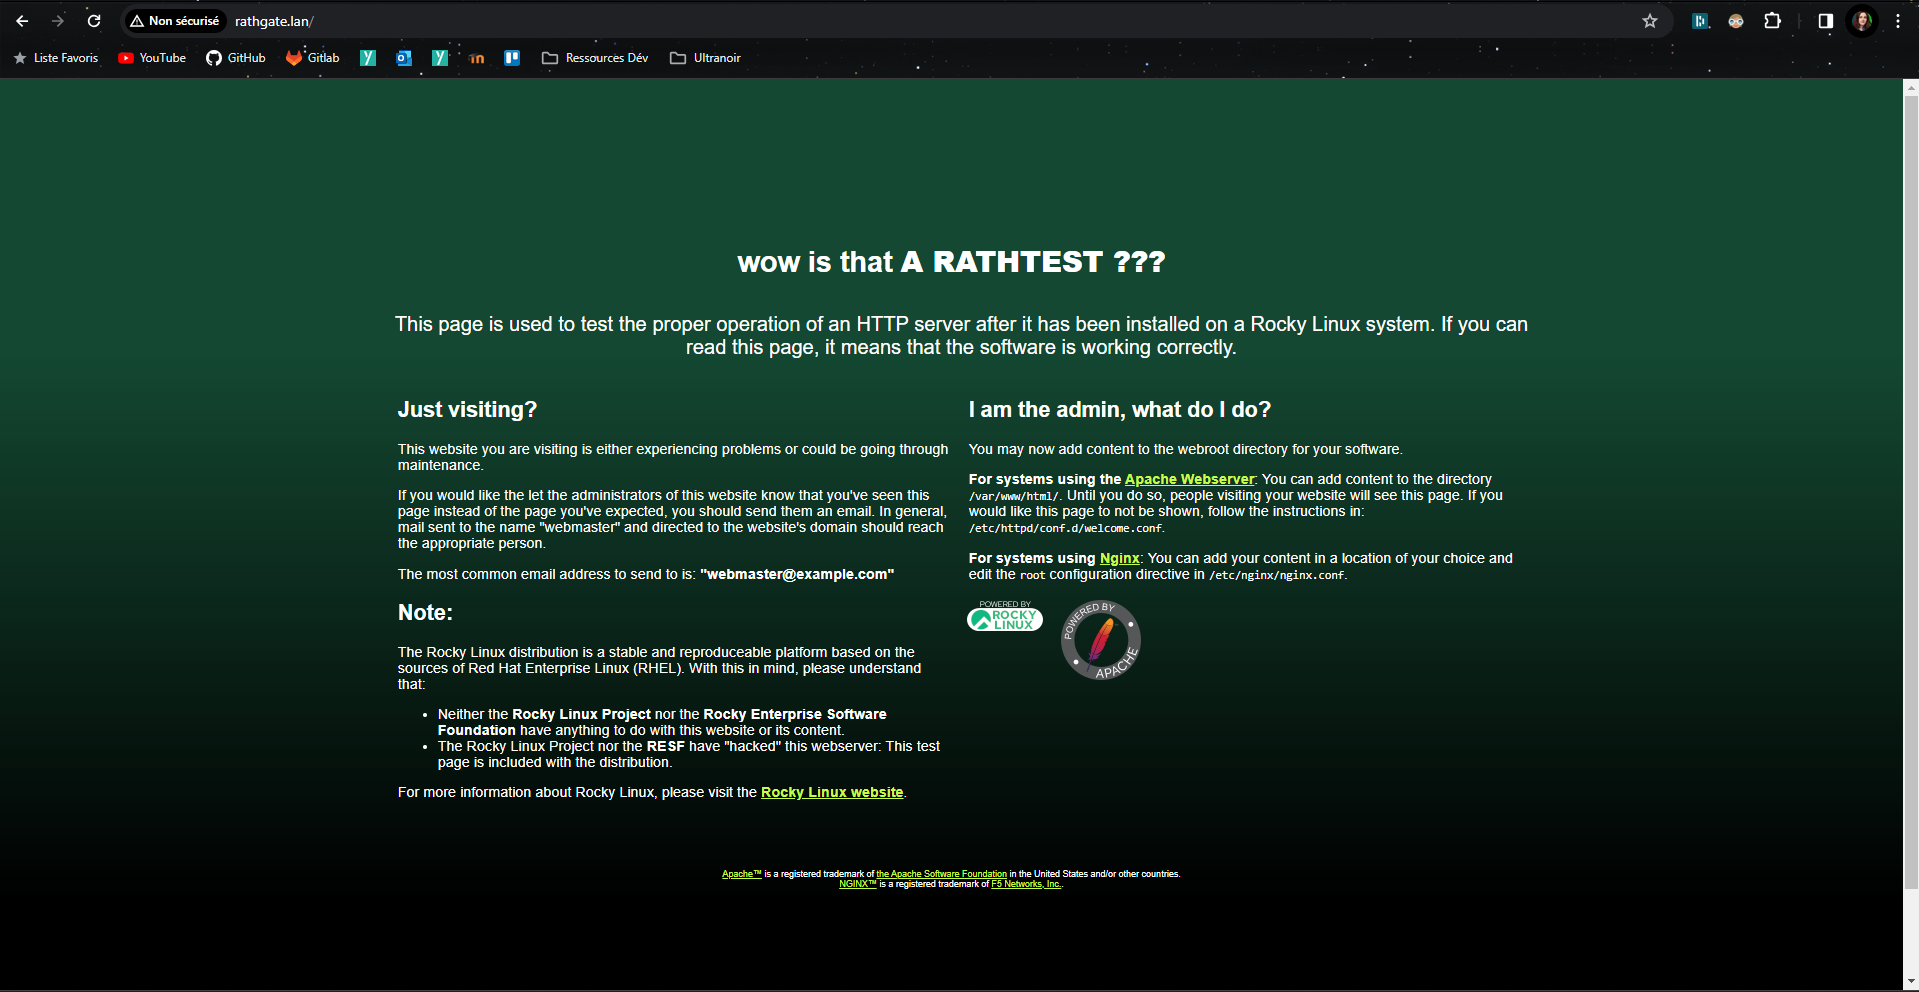 Non sécurisé rathgate.lan/
Liste Favoris YouTube GitHub Gitlab Ressources Dév Ultranoir
wow is that A RATHTEST ???
This page is used to test the proper operation of an HTTP server after it has been installed on a Rocky Linux system. If you can
read this page, it means that the software is working correctly.
Just visiting?
This website you are visiting is either experiencing problems or could be going through
maintenance.
If you would like the let the administrators of this website know that you've seen this
page instead of the page you've expected, you should send them an email. In general,
mail sent to the name "webmaster" and directed to the website's domain should reach
the appropriate person.
The most common email address to send to is: "webmaster@example.com"
Note:
The Rocky Linux distribution is a stable and reproduceable platform based on the
sources of Red Hat Enterprise Linux (RHEL). With this in mind, please understand
that:
• Neither the Rocky Linux Project nor the Rocky Enterprise Software
Foundation have anything to do with this website or its content.
• The Rocky Linux Project nor the RESF have "hacked" this webserver: This test
page is included with the distribution.
For more information about Rocky Linux, please visit the Rocky Linux website.
I am the admin, what do I do?
You may now add content to the webroot directory for your software.
For systems using the Apache Webserver: You can add content to the directory
/var/www/html/. Until you do so, people visiting your website will see this page. If you
would like this page to not be shown, follow the instructions in:
/etc/httpd/conf.d/welcome.conf.
For systems using Nginx: You can add your content in a location of your choice and
edit the root configuration directive in /etc/nginx/nginx.conf.
POWERED BY
ROCKY
LINUX
POWERED BY
APACHE
Apache™ is a registered trademark of the Apache Software Foundation in the United States and/or other countries.
NGINX™ is a registered trademark of F5 Networks, Inc..